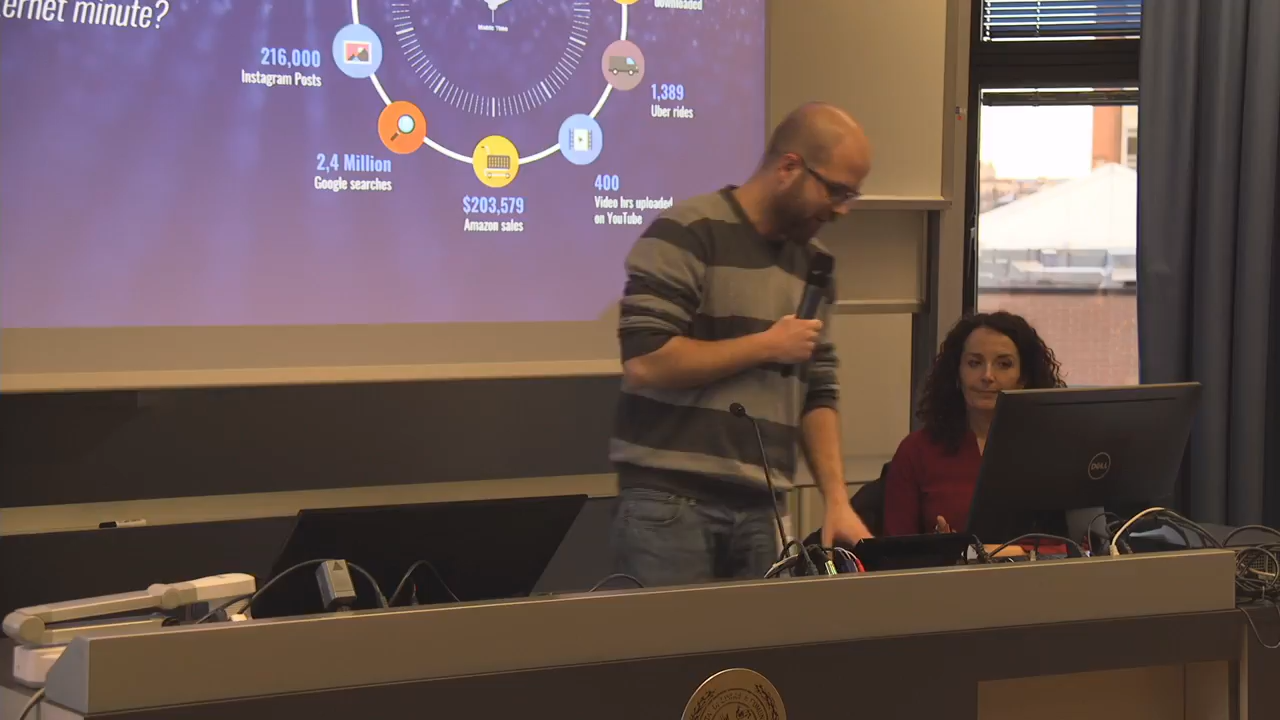 ernet minute?
downloaded
216,000
Instagram Posts
1,389
Uber rides
2,4 Million
Google searches
400
Video hrs uploaded
on YouTube
$203,579
Amazon sales
DELL